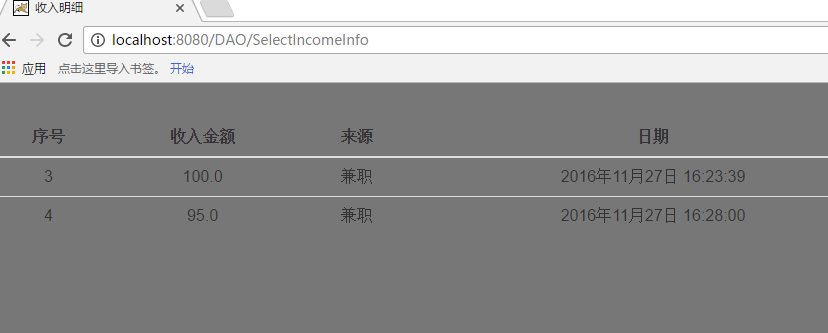 收入明细
localhost:8080/DAO/SelectIncomeInfo
应用 点击这里导入书签。 开始
序号 收入金额 来源 日期
3 100.0 兼职 2016年11月27日 16:23:39
4 95.0 兼职 2016年11月27日 16:28:00